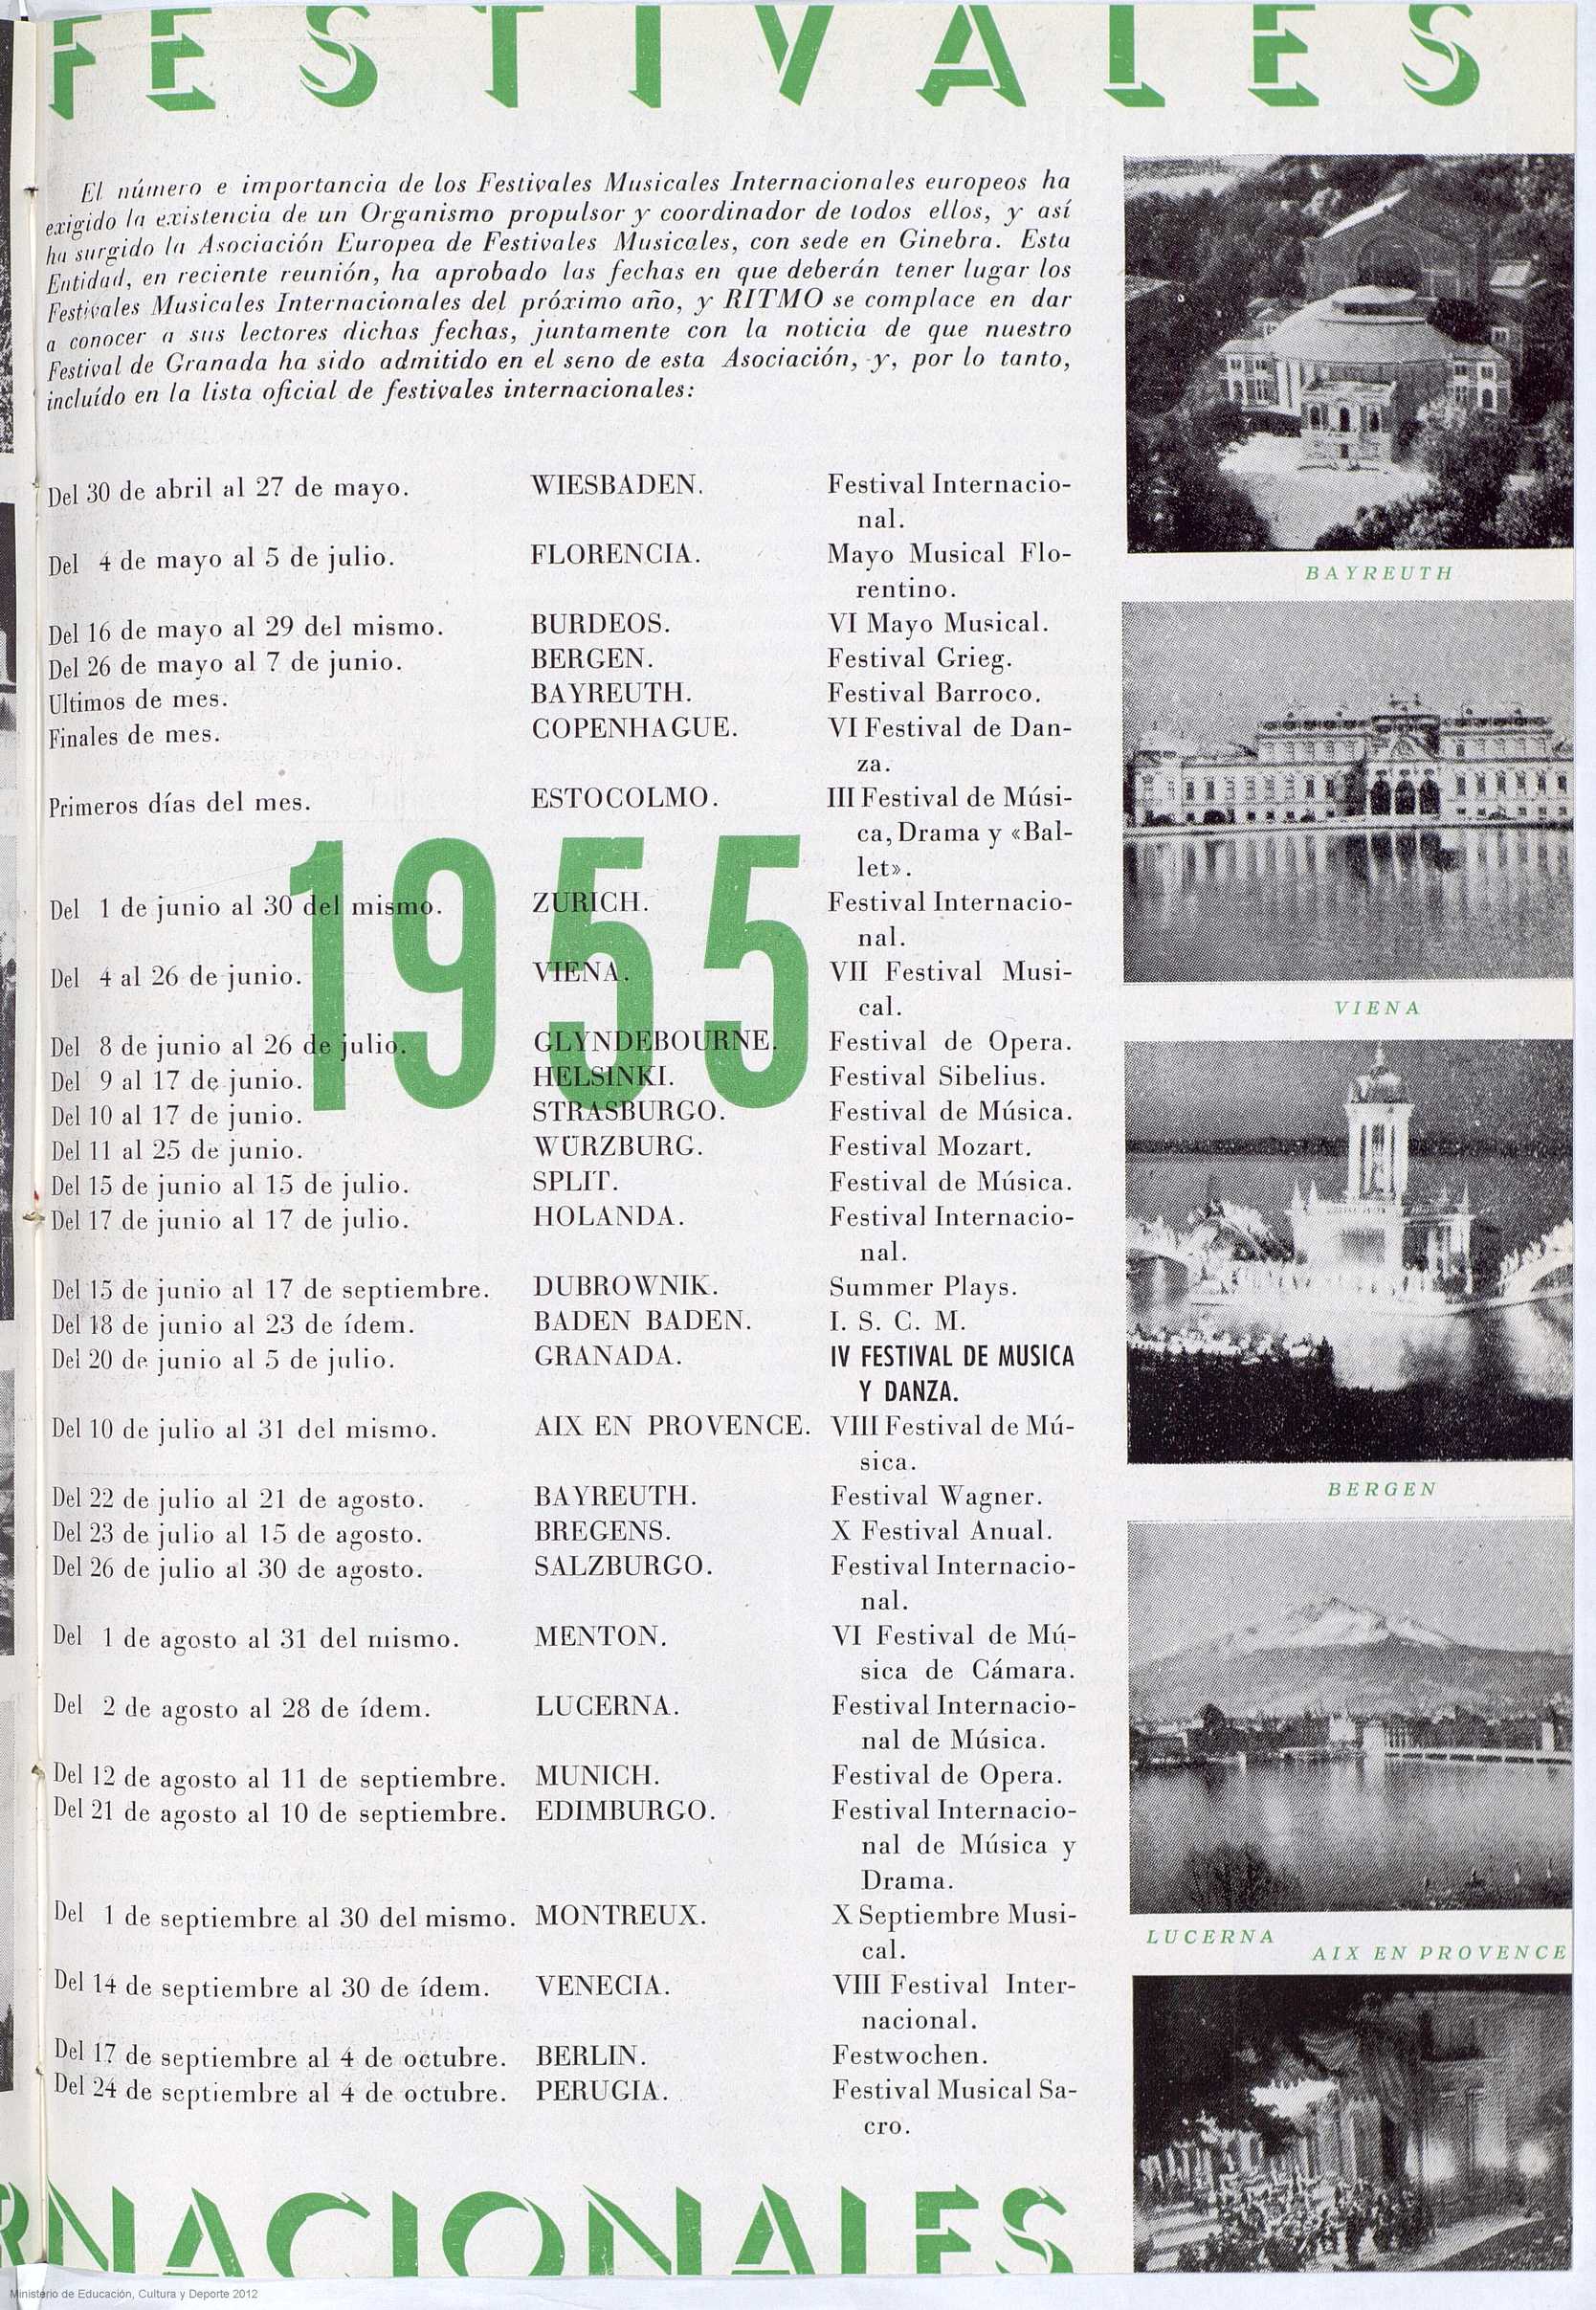 FESTIVALES
El número e importancia de los Festivales Musicales Internacionales europeos ha
exigido la existencia de un Organismo propulsor y coordinador de todos ellos, y así
ha surgido la Asociación Europea de Festivales Musicales, con sede en Ginebra. Esta
Entidad, en reciente reunión, ha aprobado las fechas en que deberán tener lugar los
Festivales Musicales Internacionales del próximo año, y RITMO se complace en dar
a conocer a sus lectores dichas fechas, juntamente con la noticia de que nuestro
Festival de Granada ha sido admitido en el seno de esta Asociación, y, por lo tanto,
incluído en la lista oficial de festivales internacionales:
Del 30 de abril al 27 de mayo. WIESBADEN. Festival Internacio-
nal.
Del 4 de mayo al 5 de julio. FLORENCIA. Mayo Musical Flo-
rentino.
Del 16 de mayo al 29 del mismo. BURDEOS. VI Mayo Musical.
Del 26 de mayo al 7 de junio. BERGEN. Festival Grieg.
Ultimos de mes. BAYREUTH. Festival Barroco.
Finales de mes. COPENHAGUE. VI Festival de Dan-
za.
Primeros días del mes. ESTOCOLMO. III Festival de Músi-
ca, Drama y «Bal-
let».
1955
Del 1 de junio al 30 del mismo. ZURICH. Festival Internacio-
nal.
Del 4 al 26 de junio. VIENA. VII Festival Musi-
cal.
Del 8 de junio al 26 de julio. GLYNDEBOURNE. Festival de Opera.
Del 9 al 17 de junio. HELSINKI. Festival Sibelius.
Del 10 al 17 de junio. STRASBURGO. Festival de Música.
Del 11 al 25 de junio. WÜRZBURG. Festival Mozart.
Del 15 de junio al 15 de julio. SPLIT. Festival de Música.
Del 17 de junio al 17 de julio. HOLANDA. Festival Internacio-
nal.
Del 15 de junio al 17 de septiembre. DUBROWNIK. Summer Plays.
Del 18 de junio al 23 de ídem. BADEN BADEN. I. S. C. M.
Del 20 de junio al 5 de julio. GRANADA. IV FESTIVAL DE MUSICA
Y DANZA.
Del 10 de julio al 31 del mismo. AIX EN PROVENCE. VIII Festival de Mú-
sica.
Del 22 de julio al 21 de agosto. BAYREUTH. Festival Wagner.
Del 23 de julio al 15 de agosto. BREGENS. X Festival Anual.
Del 26 de julio al 30 de agosto. SALZBURGO. Festival Internacio-
nal.
Del 1 de agosto al 31 del mismo. MENTON. VI Festival de Mú-
sica de Cámara.
Del 2 de agosto al 28 de ídem. LUCERNA. Festival Internacio-
nal de Música.
Del 12 de agosto al 11 de septiembre. MUNICH. Festival de Opera.
Del 21 de agosto al 10 de septiembre. EDIMBURGO. Festival Internacio-
nal de Música y
Drama.
Del 1 de septiembre al 30 del mismo. MONTREUX. X Septiembre Musi-
cal.
Del 14 de septiembre al 30 de ídem. VENECIA. VIII Festival Inter-
nacional.
Del 17 de septiembre al 4 de octubre. BERLIN. Festwochen.
Del 24 de septiembre al 4 de octubre. PERUGIA. Festival Musical Sa-
cro.
BAYREUTH
VIENA
BERGEN
LUCERNA
AIX EN PROVENCE
RNACIONALES
Ministerio de Educación, Cultura y Deporte 2012